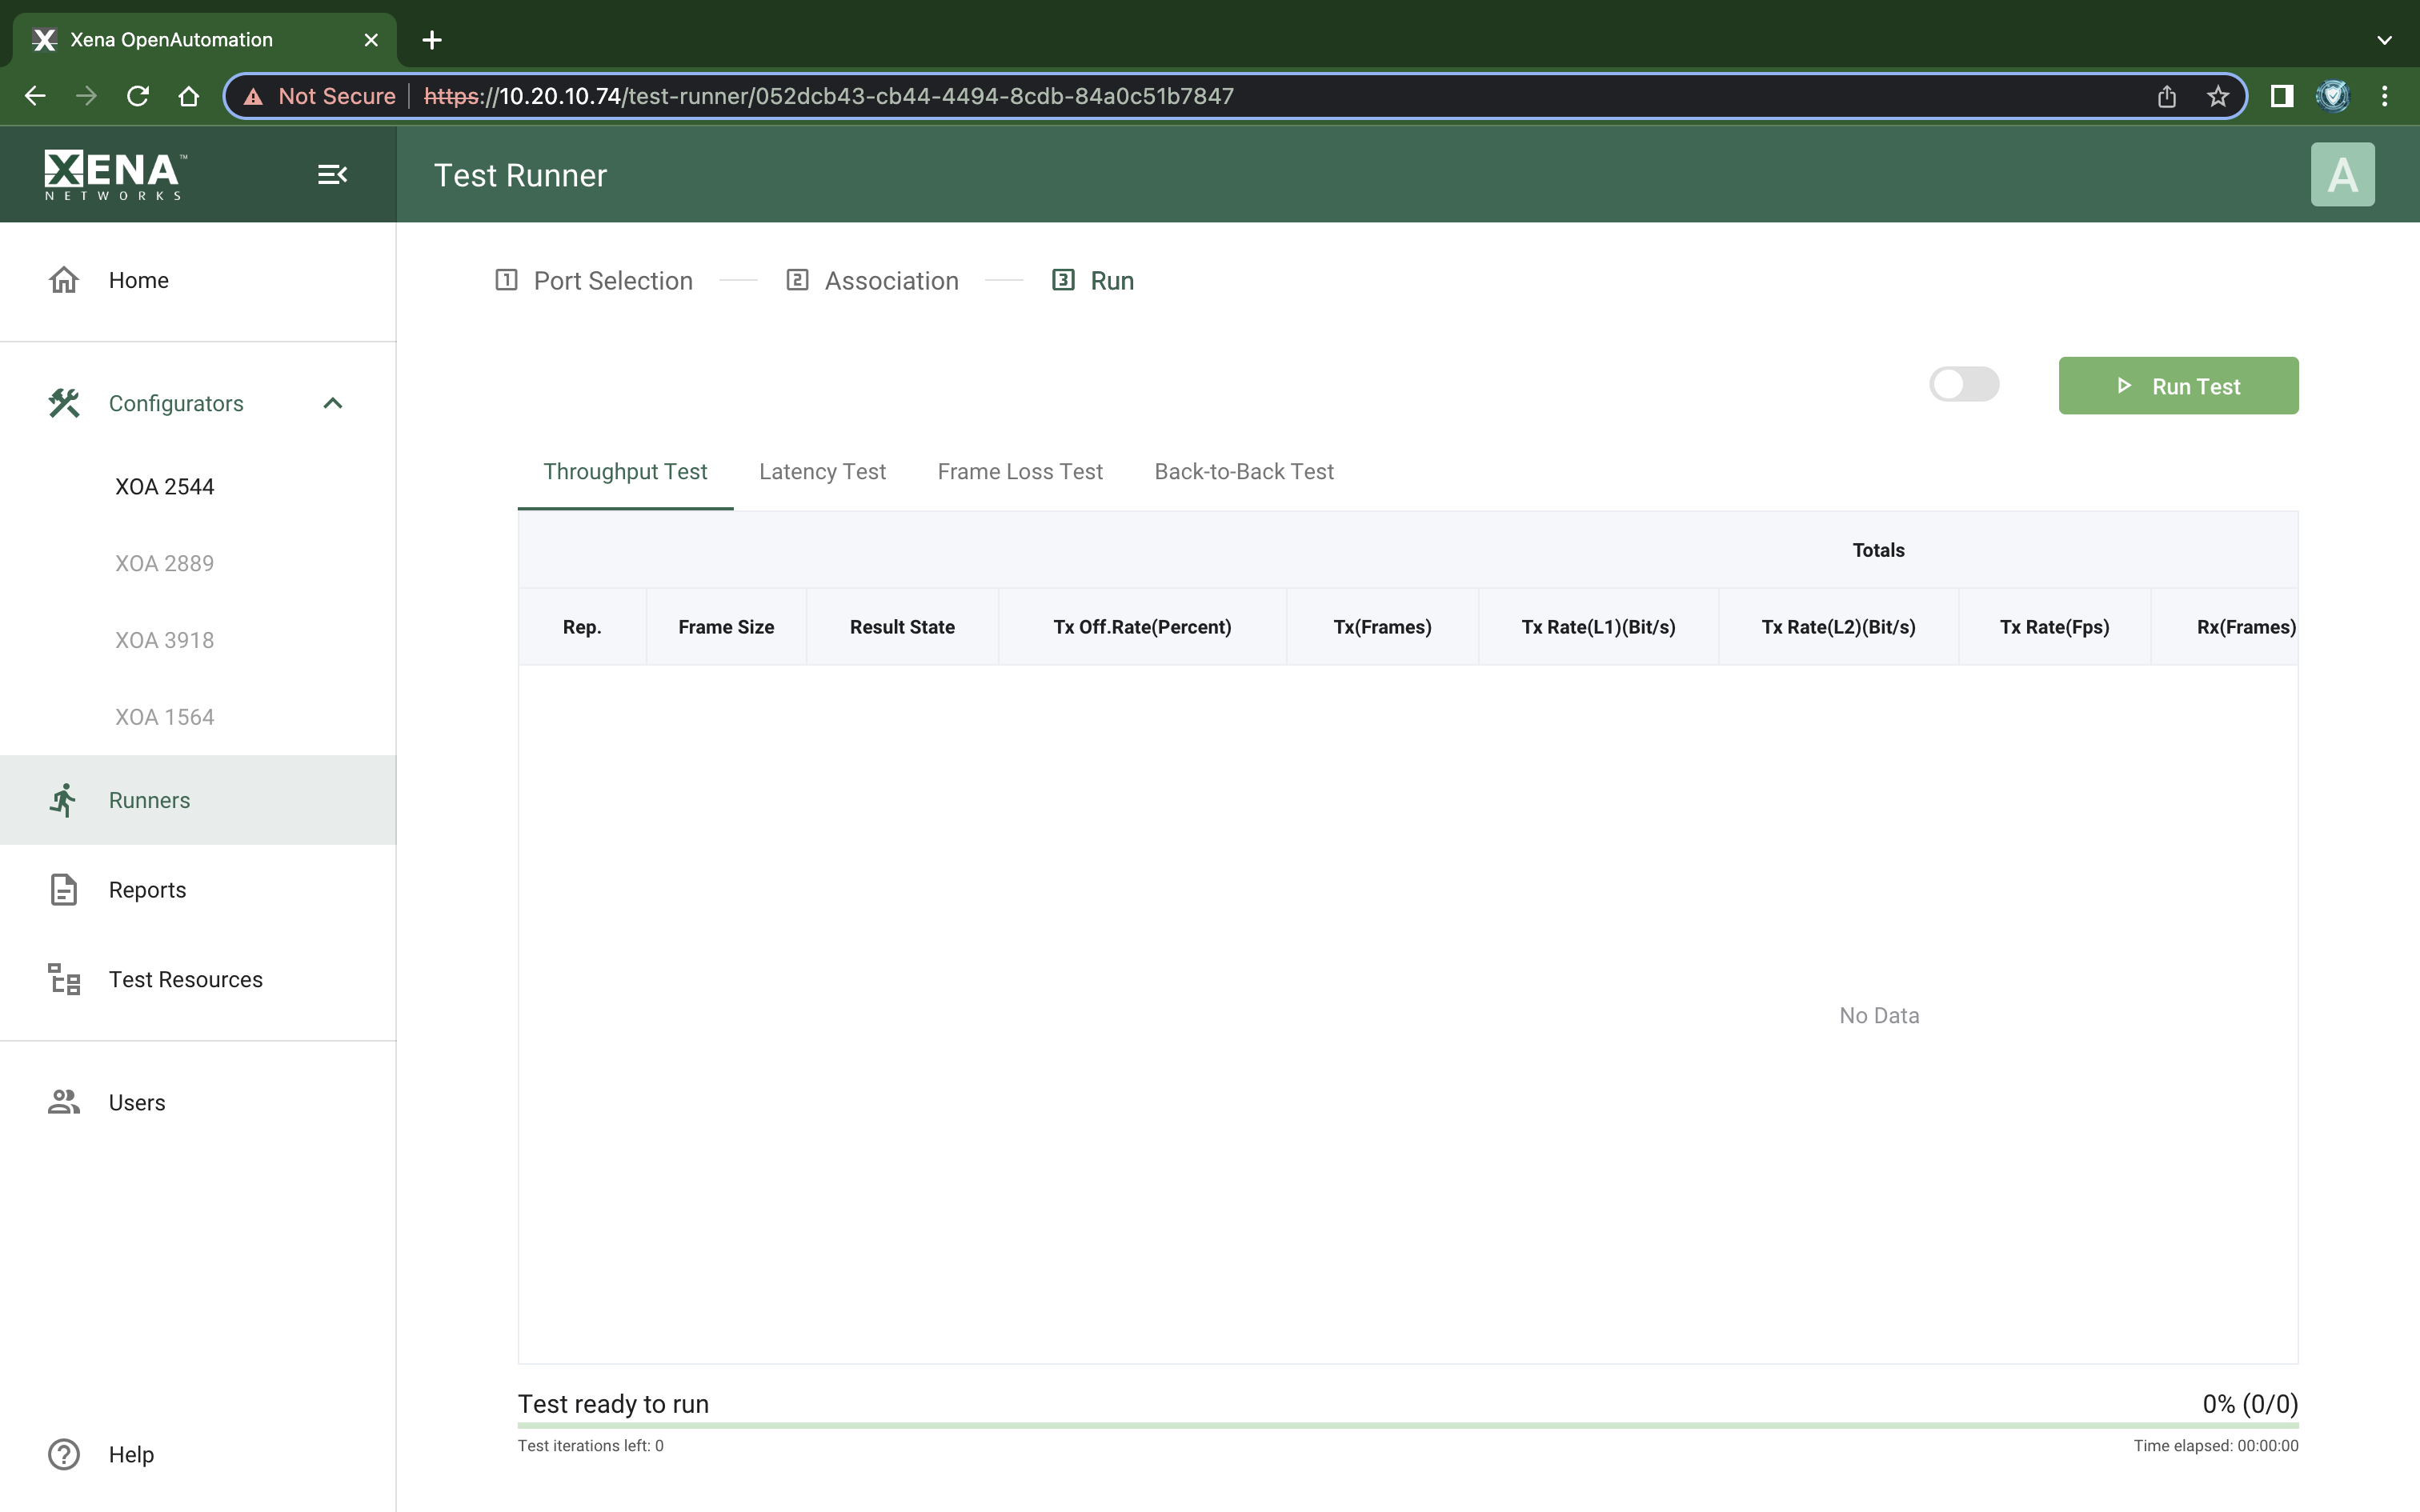 Xena OpenAutomation
Not Secure https://10.20.10.74/test-runner/052dcb43-cb44-4494-8cdb-84a0c51b7847
XENA™
NETWORKS
Test Runner
A
Home
Configurators
XOA 2544
XOA 2889
XOA 3918
XOA 1564
Runners
Reports
Test Resources
Users
Help
1 Port Selection 2 Association 3 Run
Run Test
Throughput Test Latency Test Frame Loss Test Back-to-Back Test
Totals
Rep. Frame Size Result State Tx Off.Rate(Percent) Tx(Frames) Tx Rate(L1)(Bit/s) Tx Rate(L2)(Bit/s) Tx Rate(Fps) Rx(Frames)
No Data
Test ready to run 0% (0/0)
Test iterations left: 0 Time elapsed: 00:00:00